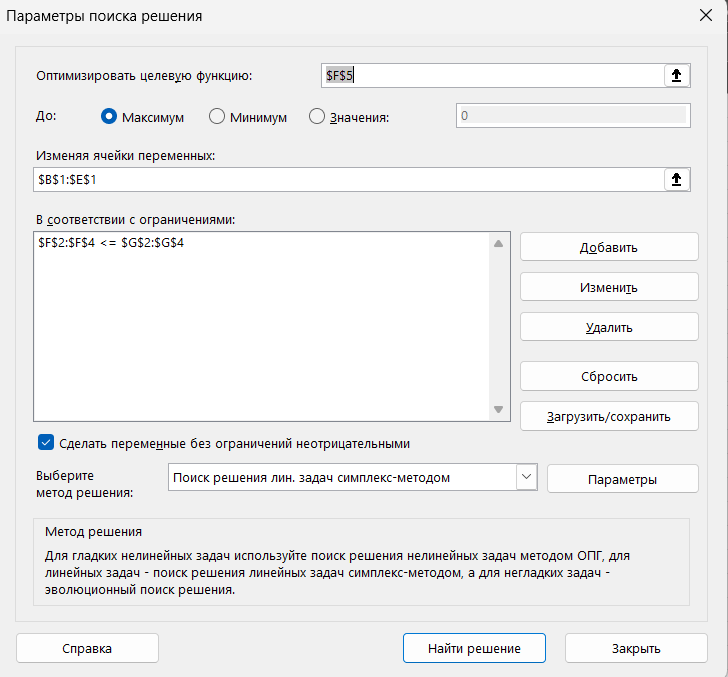 Параметры поиска решения
Оптимизировать целевую функцию:
$F$5
До:
Максимум
Минимум
Значения:
0
Изменяя ячейки переменных:
$B$1:$E$1
В соответствии с ограничениями:
$F$2:$F$4 <= $G$2:$G$4
Добавить
Изменить
Удалить
Сбросить
Загрузить/сохранить
Сделать переменные без ограничений неотрицательными
Выберите
метод решения:
Поиск решения лин. задач симплекс-методом
Параметры
Метод решения
Для гладких нелинейных задач используйте поиск решения нелинейных задач методом ОПГ, для
линейных задач - поиск решения линейных задач симплекс-методом, а для негладких задач -
эволюционный поиск решения.
Справка
Найти решение
Закрыть